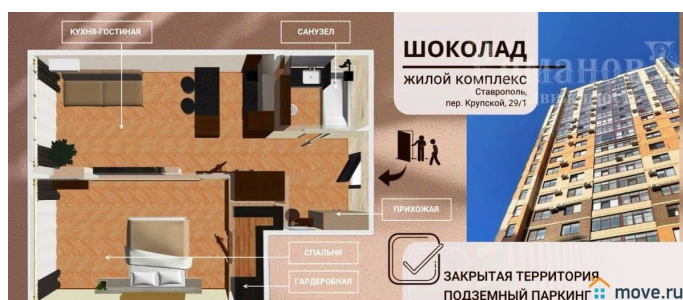 КУХНЯ-ГОСТИНАЯ
САНУЗЕЛ
ШОКОЛАД
ЖИЛОЙ КОМПЛЕКС
Ставрополь,
пер. Крупской, 29/1
ПРИХОЖАЯ
СПАЛЬНЯ
ГАРДЕРОБНАЯ
ЗАКРЫТАЯ ТЕРРИТОРИЯ
ПОДЗЕМНЫЙ ПАРКИНГ
move.ru